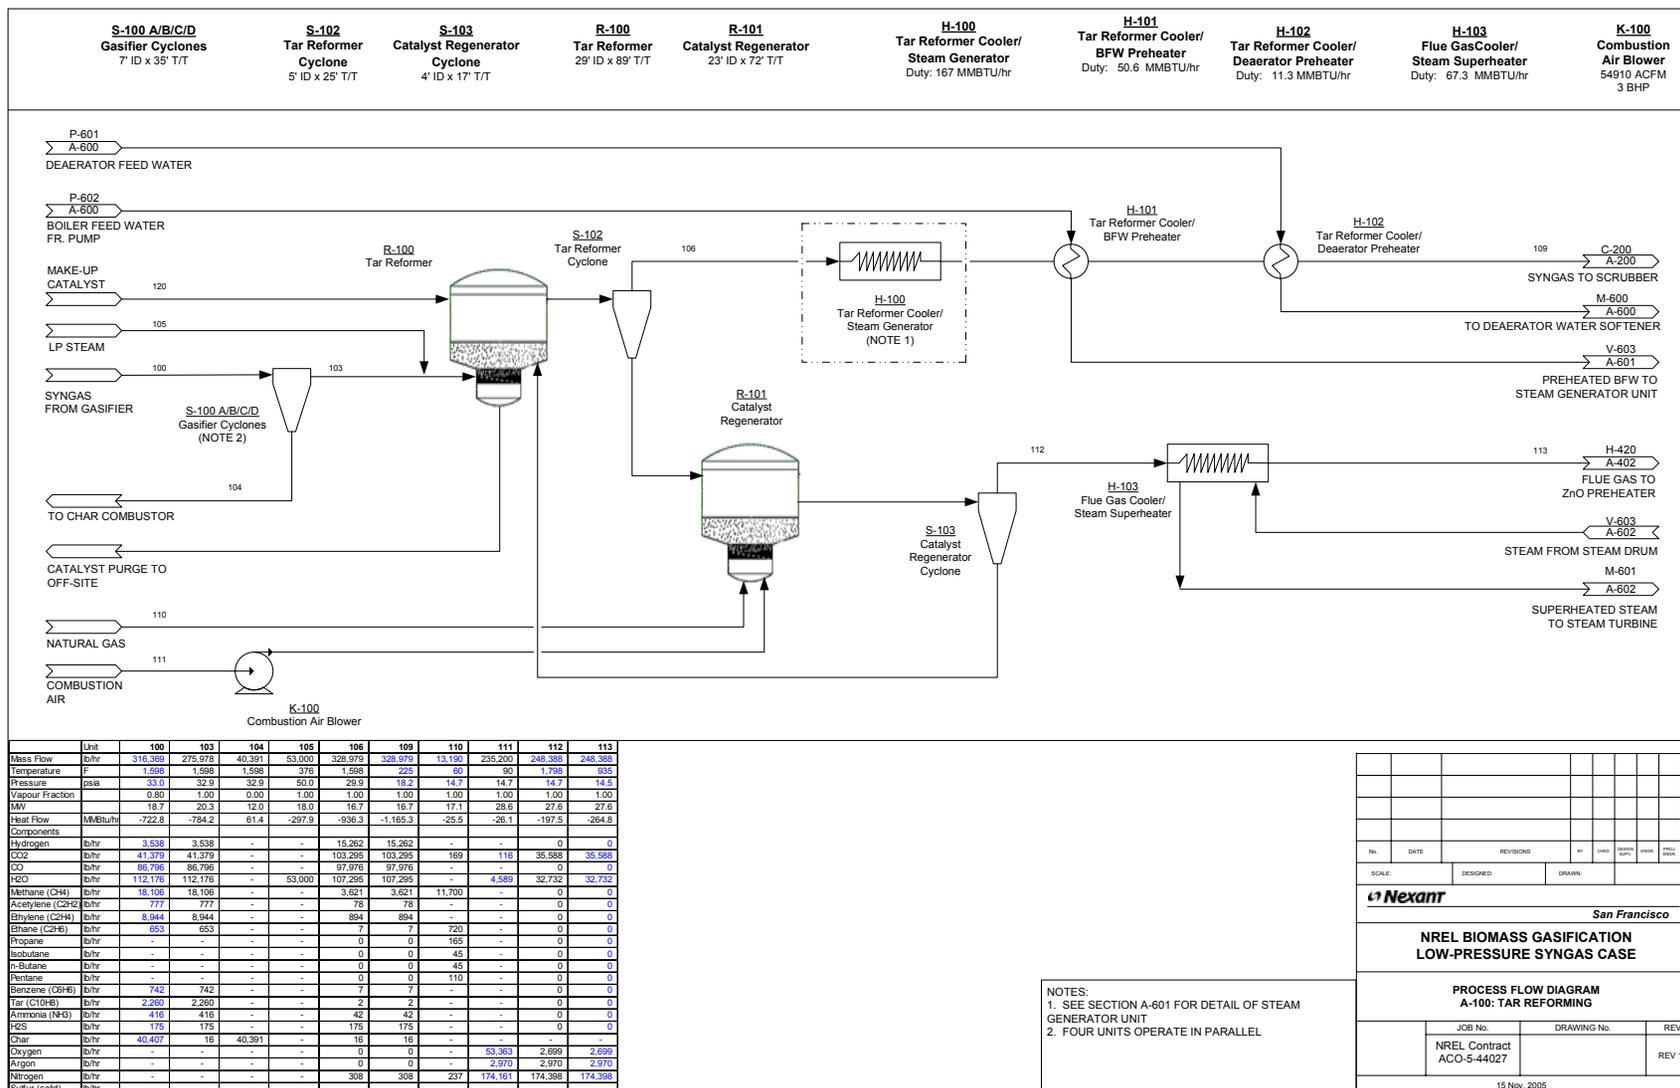 S-100 A/B/C/D
Gasifier Cyclones
7' ID x 35' T/T
S-102
Tar Reformer
Cyclone
5' ID x 25' T/T
S-103
Catalyst Regenerator
Cyclone
4' ID x 17' T/T
R-100
Tar Reformer
29' ID x 89' T/T
R-101
Catalyst Regenerator
23' ID x 72' T/T
H-100
Tar Reformer Cooler/
Steam Generator
Duty: 167 MMBTU/hr
H-101
Tar Reformer Cooler/
BFW Preheater
Duty: 50.6 MMBTU/hr
H-102
Tar Reformer Cooler/
Deaerator Preheater
Duty: 11.3 MMBTU/hr
H-103
Flue GasCooler/
Steam Superheater
Duty: 67.3 MMBTU/hr
K-100
Combustion
Air Blower
54910 ACFM
3 BHP
P-601
A-600
DEAERATOR FEED WATER
P-602
A-600
BOILER FEED WATER
FR. PUMP
MAKE-UP
CATALYST
120
105
LP STEAM
100
SYNGAS
FROM GASIFIER
103
S-100 A/B/C/D
Gasifier Cyclones
(NOTE 2)
104
TO CHAR COMBUSTOR
CATALYST PURGE TO
OFF-SITE
110
NATURAL GAS
111
COMBUSTION
AIR
K-100
Combustion Air Blower
R-100
Tar Reformer
S-102
Tar Reformer
Cyclone
106
H-100
Tar Reformer Cooler/
Steam Generator
(NOTE 1)
H-101
Tar Reformer Cooler/
BFW Preheater
H-102
Tar Reformer Cooler/
Deaerator Preheater
109
C-200
A-200
SYNGAS TO SCRUBBER
M-600
A-600
TO DEAERATOR WATER SOFTENER
V-603
A-601
PREHEATED BFW TO
STEAM GENERATOR UNIT
R-101
Catalyst
Regenerator
S-103
Catalyst
Regenerator
Cyclone
112
H-103
Flue Gas Cooler/
Steam Superheater
113
H-420
A-402
FLUE GAS TO
ZnO PREHEATER
V-603
A-602
STEAM FROM STEAM DRUM
M-601
A-602
SUPERHEATED STEAM
TO STEAM TURBINE
Unit 100 103 104 105 106 109 110 111 112 113
Mass Flow lb/hr 316,369 275,978 40,391 53,000 328,979 328,979 13,190 235,200 248,388 248,388
Temperature F 1,598 1,598 1,598 376 1,598 225 60 90 1,798 935
Pressure psia 33.0 32.9 32.9 50.0 29.9 18.2 14.7 14.7 14.7 14.5
Vapour Fraction 0.80 1.00 0.00 1.00 1.00 1.00 1.00 1.00 1.00 1.00
MW 18.7 20.3 12.0 18.0 16.7 16.7 17.1 28.6 27.6 27.6
Heat Flow MMBtu/hr -722.8 -784.2 61.4 -297.9 -936.3 -1,165.3 -25.5 -26.1 -197.5 -264.8
Components
Hydrogen lb/hr 3,538 3,538 - - 15,262 15,262 - - 0 0
CO2 lb/hr 41,379 41,379 - - 103,295 103,295 169 116 35,588 35,588
CO lb/hr 86,796 86,796 - - 97,976 97,976 - - 0 0
H2O lb/hr 112,176 112,176 - 53,000 107,295 107,295 - 4,589 32,732 32,732
Methane (CH4) lb/hr 18,106 18,106 - - 3,621 3,621 11,700 - 0 0
Acetylene (C2H2) lb/hr 777 777 - - 78 78 - - 0 0
Ethylene (C2H4) lb/hr 8,944 8,944 - - 894 894 - - 0 0
Ethane (C2H6) lb/hr 653 653 - - 7 7 720 - 0 0
Propane lb/hr - - - - 0 0 165 - 0 0
Isobutane lb/hr - - - - 0 0 45 - 0 0
n-Butane lb/hr - - - - 0 0 45 - 0 0
Pentane lb/hr - - - - 0 0 110 - 0 0
Benzene (C6H6) lb/hr 742 742 - - 7 7 - - 0 0
Tar (C10H8) lb/hr 2,260 2,260 - - 2 2 - - 0 0
Ammonia (NH3) lb/hr 416 416 - - 42 42 - - 0 0
H2S lb/hr 175 175 - - 175 175 - - 0 0
Char lb/hr 40,407 16 40,391 - 16 16 - - - -
Oxygen lb/hr - - - - 0 0 - 53,363 2,699 2,699
Argon lb/hr - - - - 0 0 - 2,970 2,970 2,970
Nitrogen lb/hr - - - - 308 308 237 174,161 174,398 174,398
NOTES:
1. SEE SECTION A-601 FOR DETAIL OF STEAM
GENERATOR UNIT
2. FOUR UNITS OPERATE IN PARALLEL
No. DATE REVISIONS BY CHKD DESIGN SUPV. ENGR. PROJ. ENGR.
SCALE: DESIGNED: DRAWN:
Nexant
San Francisco
NREL BIOMASS GASIFICATION
LOW-PRESSURE SYNGAS CASE
PROCESS FLOW DIAGRAM
A-100: TAR REFORMING
JOB No. DRAWING No. REV
NREL Contract
ACO-5-44027
REV
15 Nov. 2005